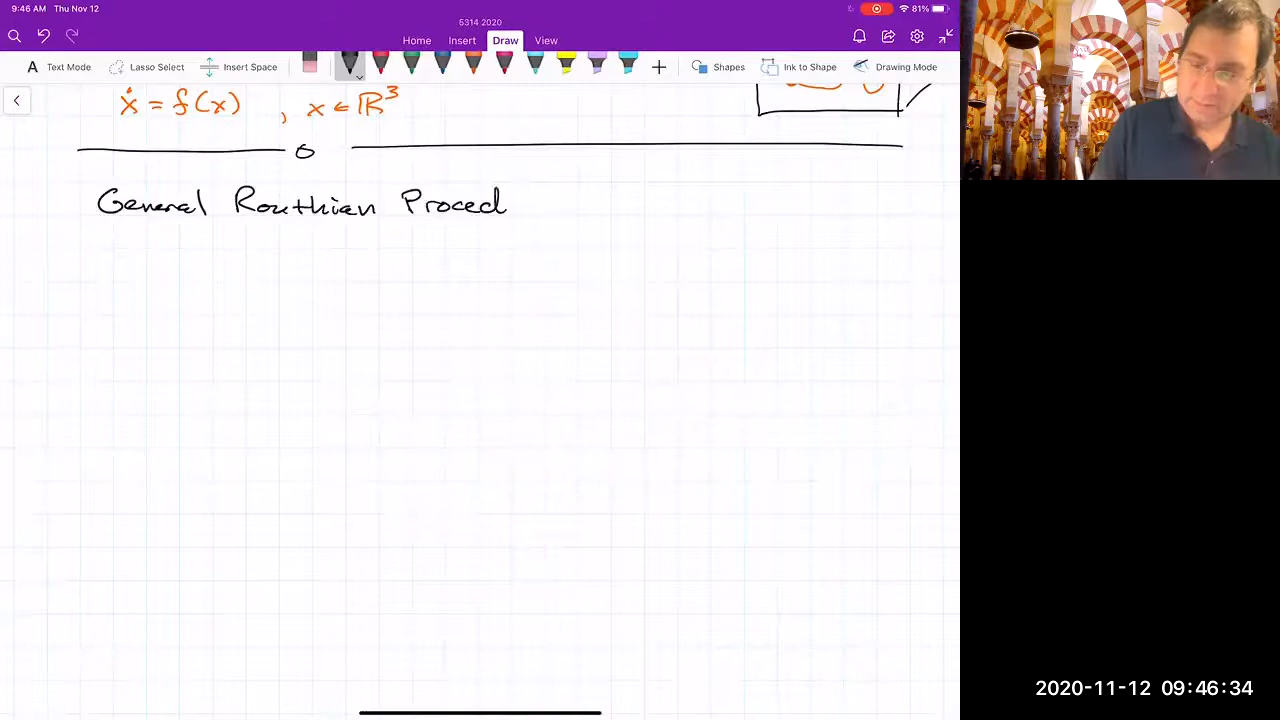 9:46 AM Thu Nov 12
81%
5314 2020
Home Insert Draw View
A Text Mode Lasso Select Insert Space Shapes Ink to Shape Drawing Mode
ẋ = f(x) , x ∈ ℝ³
General Routhian Proced
2020-11-12 09:46:34